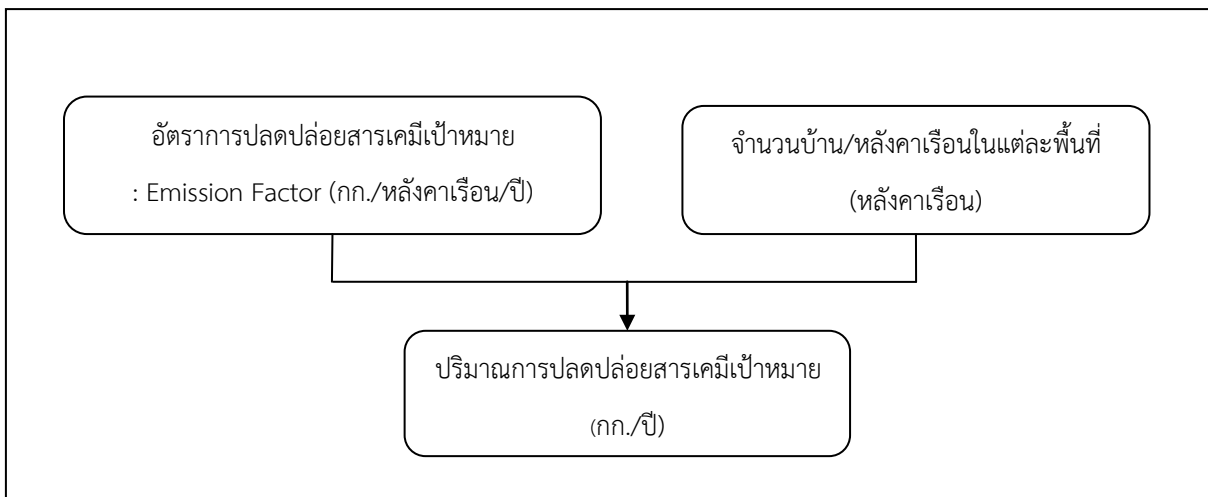 อัตราการปลดปล่อยสารเคมีเป้าหมาย
: Emission Factor (กก./หลังคาเรือน/ปี)
จำนวนบ้าน/หลังคาเรือนในแต่ละพื้นที่
(หลังคาเรือน)
ปริมาณการปลดปล่อยสารเคมีเป้าหมาย
(กก./ปี)